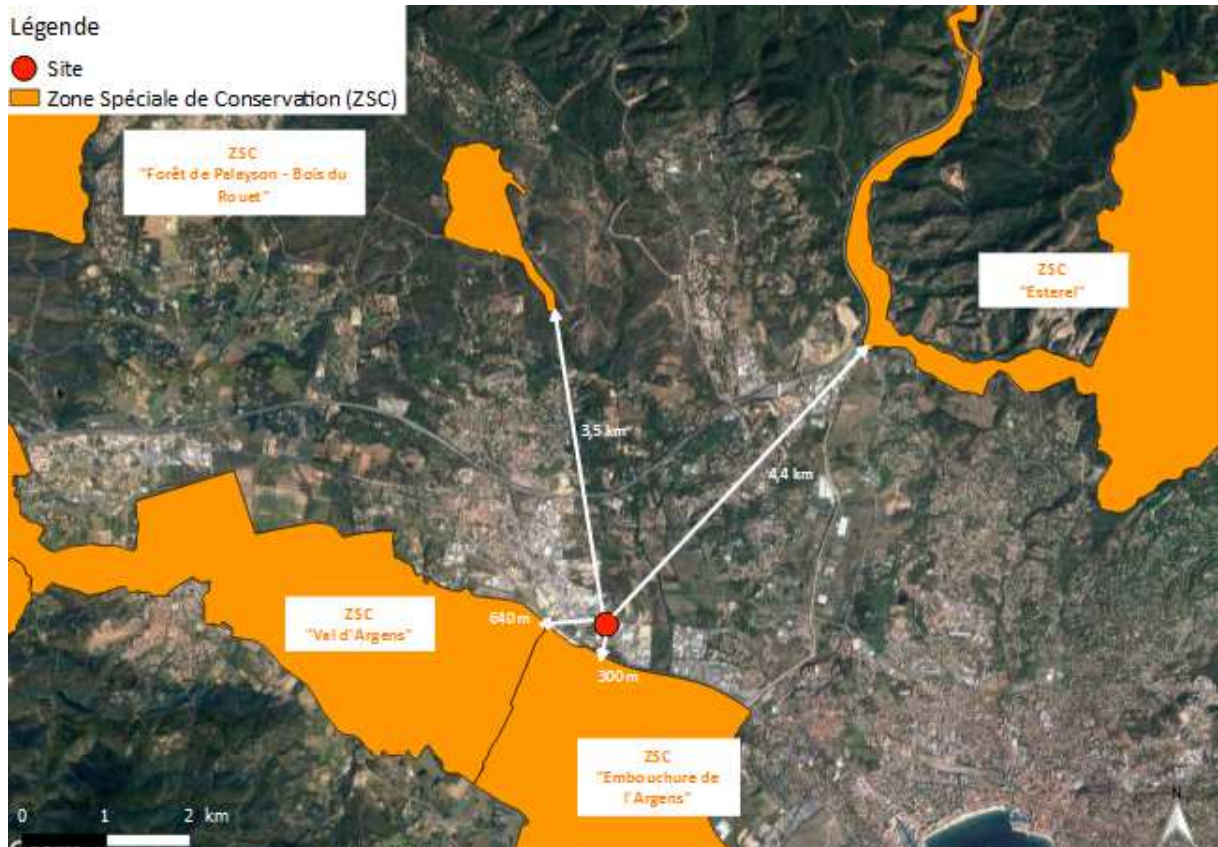 Légende
Site
Zone Spéciale de Conservation (ZSC)
ZSC
"Forêt de Palayson - Bois du
Rouet"
ZSC
"Esterel"
3,5 km
4,4 km
640 m
ZSC
"Val d'Argens"
300 m
ZSC
"Embouchure de
l'Argens"
N
0 1 2 km